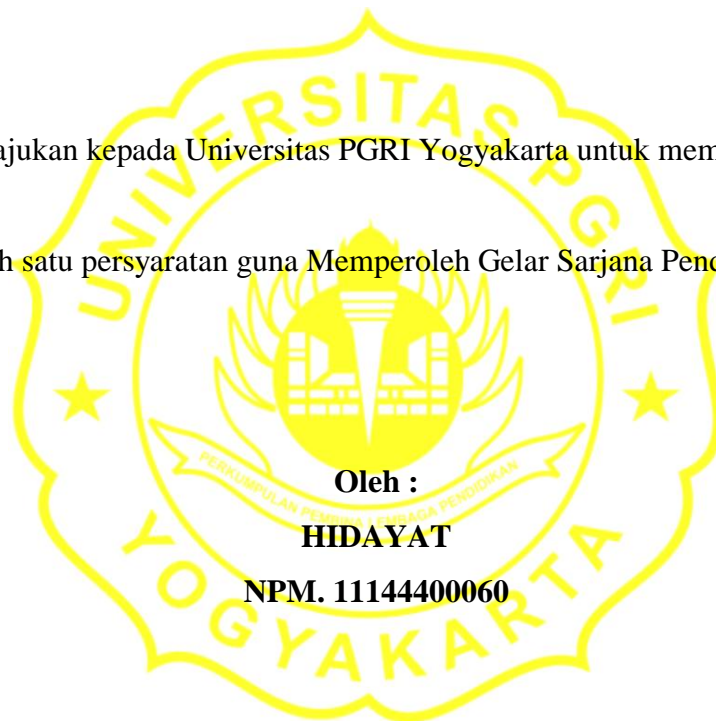 UNIVERSITAS PGRI
ajukan kepada Universitas PGRI Yogyakarta untuk mem
h satu persyaratan guna Memperoleh Gelar Sarjana Pend
PERKUMPULAN PEMBINA LEMBAGA PENDIDIKAN
Oleh :
HIDAYAT
NPM. 11144400060
YOGYAKARTA